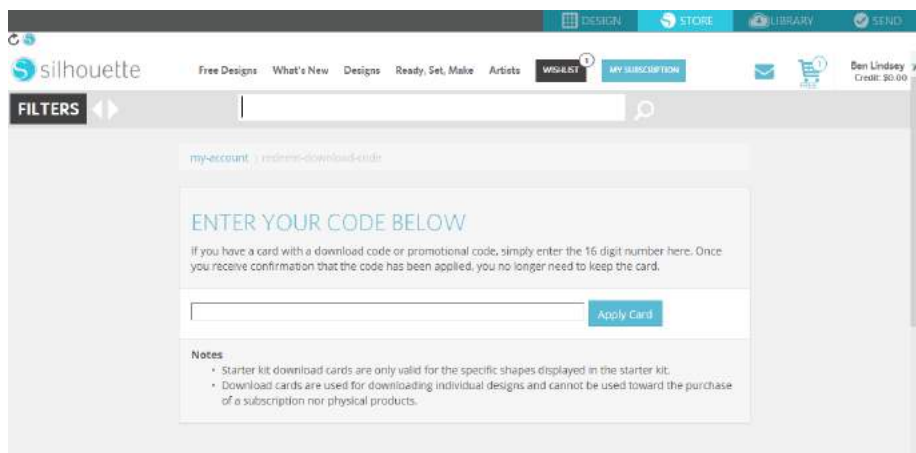 DESIGN STORE LIBRARY SEND
silhouette Free Designs What's New Designs Ready, Set, Make Artists WISHLIST 1 MY SUBSCRIPTION 1 FREE Ben Lindsey
Credit: $0.00
FILTERS
my-account redeem-download-code
ENTER YOUR CODE BELOW
If you have a card with a download code or promotional code, simply enter the 16 digit number here. Once
you receive confirmation that the code has been applied, you no longer need to keep the card.
Apply Card
Notes
• Starter kit download cards are only valid for the specific shapes displayed in the starter kit.
• Download cards are used for downloading individual designs and cannot be used toward the purchase
of a subscription nor physical products.